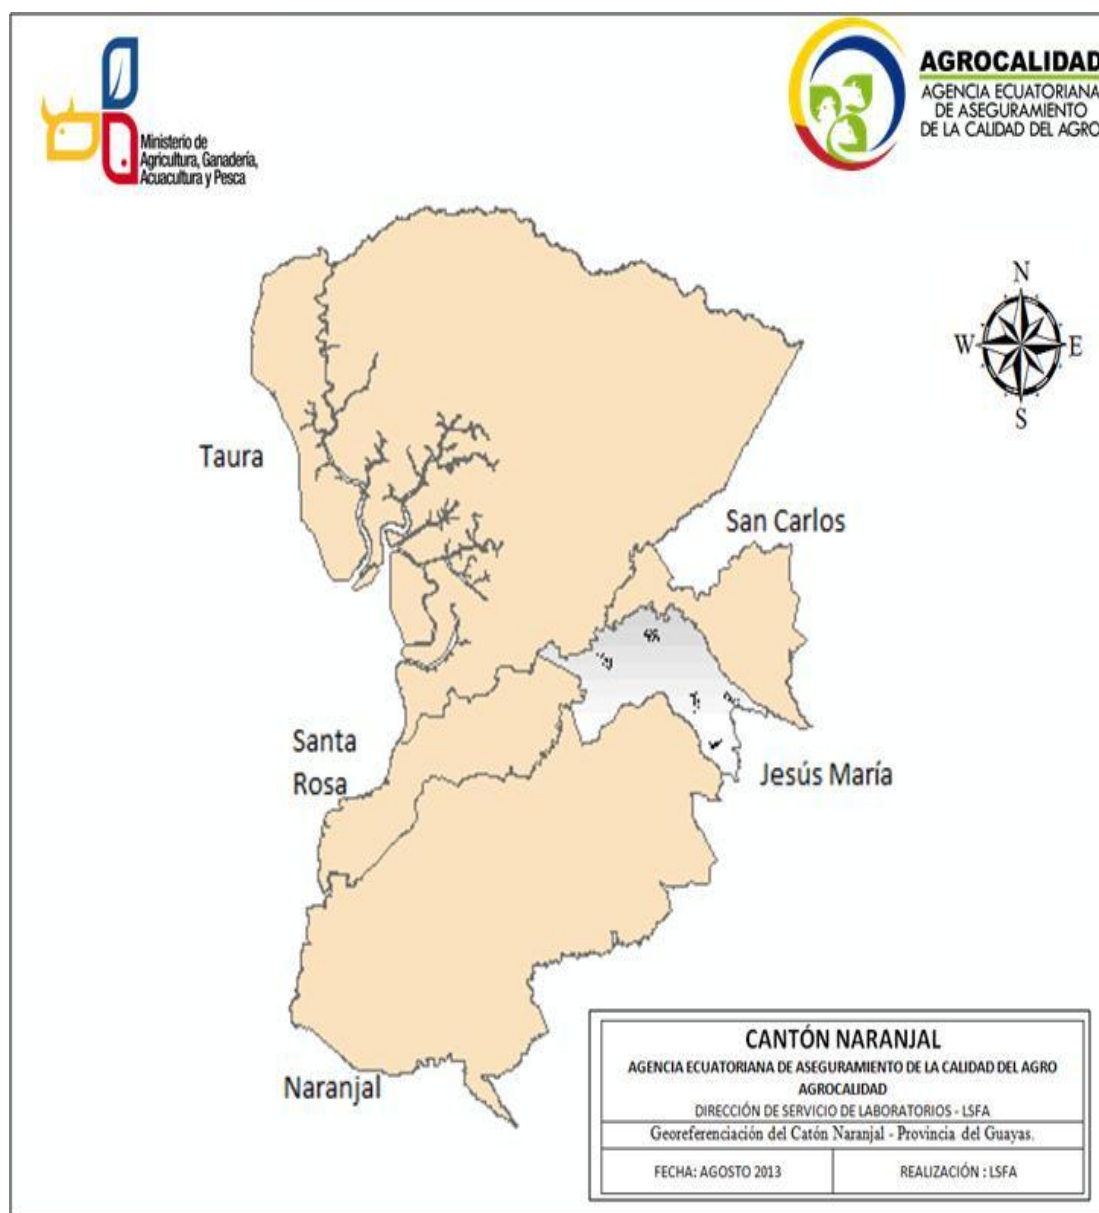 Ministerio de
Agricultura, Ganadería,
Acuacultura y Pesca
AGROCALIDAD
AGENCIA ECUATORIANA
DE ASEGURAMIENTO
DE LA CALIDAD DEL AGRO
N
W
E
S
Taura
San Carlos
Santa
Rosa
Jesús María
Naranjal
CANTÓN NARANJAL
AGENCIA ECUATORIANA DE ASEGURAMIENTO DE LA CALIDAD DEL AGRO
AGROCALIDAD
DIRECCIÓN DE SERVICIO DE LABORATORIOS - LSFA
Georeferenciación del Catón Naranjal - Provincia del Guayas.
FECHA: AGOSTO 2013
REALIZACIÓN : LSFA